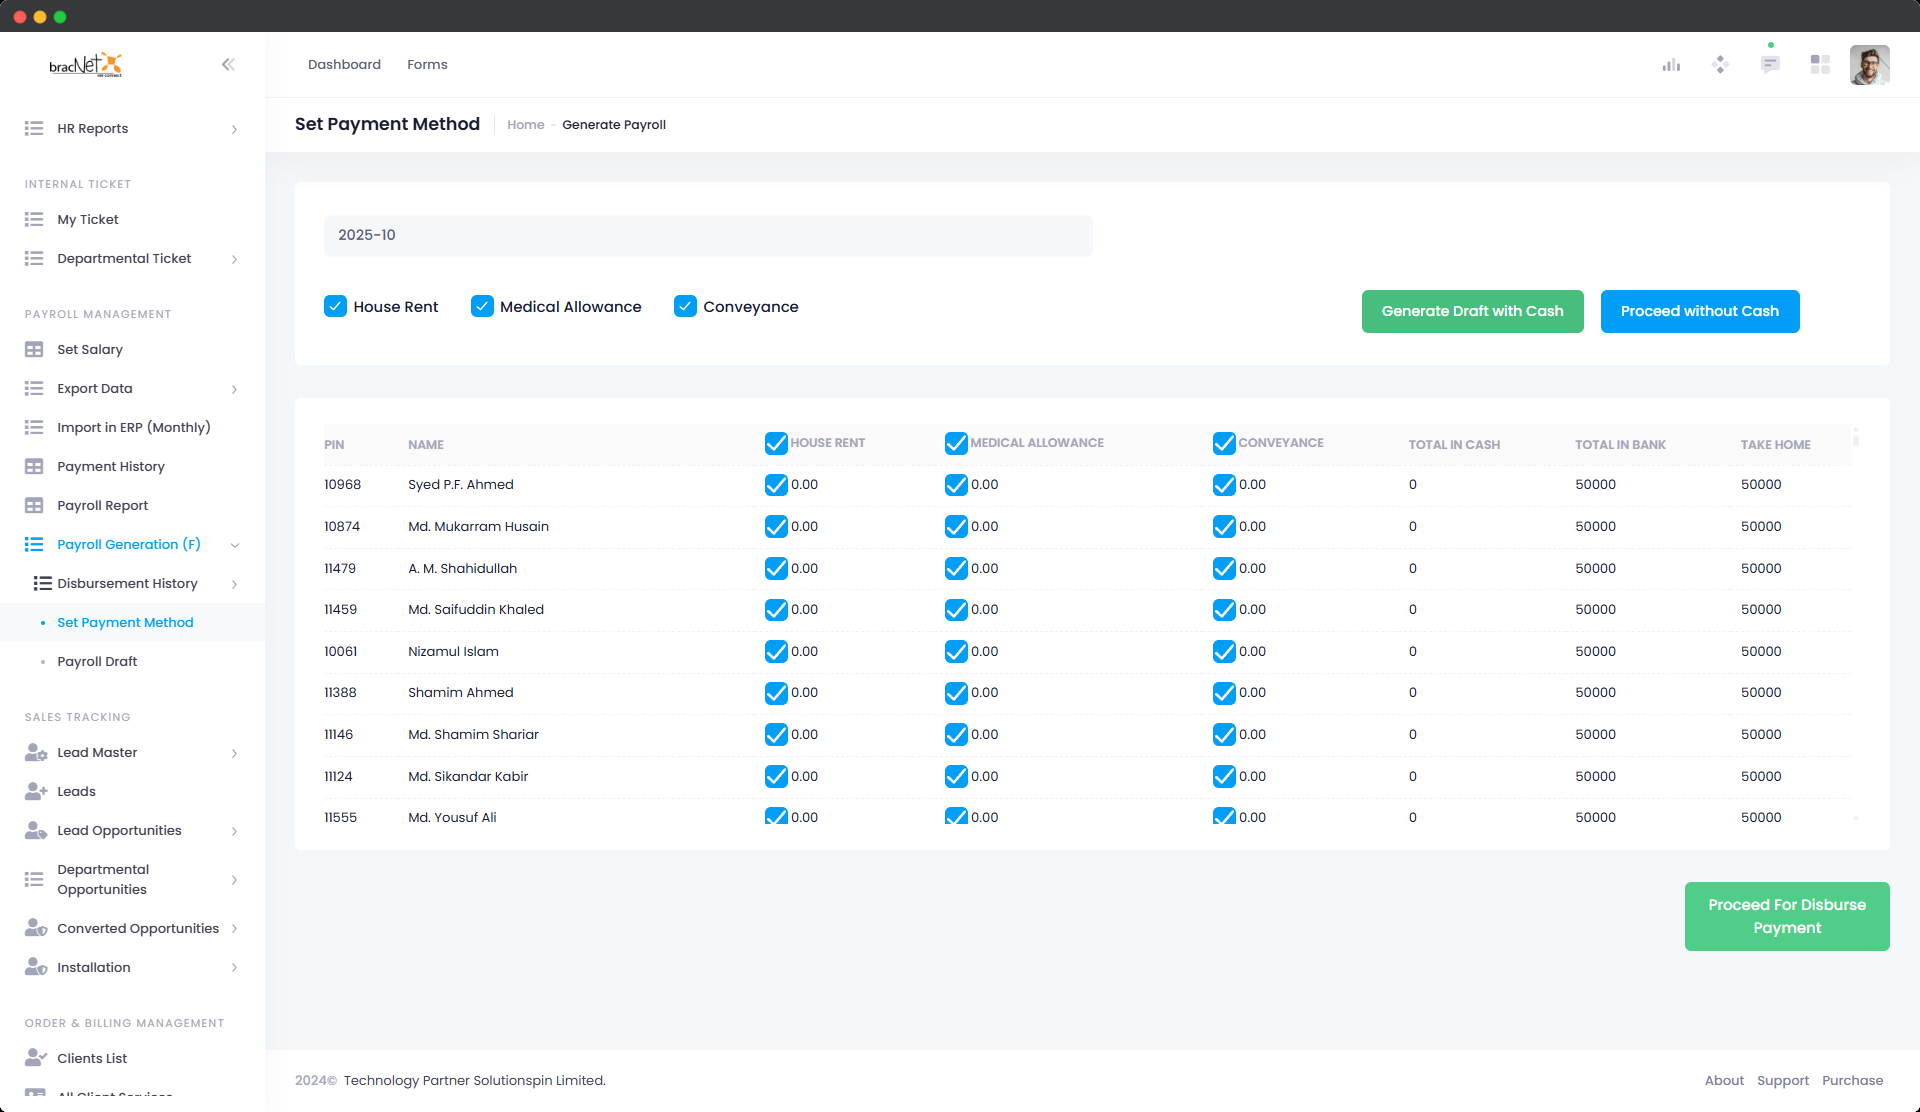 bracNet
Dashboard Forms
HR Reports
INTERNAL TICKET
My Ticket
Departmental Ticket
PAYROLL MANAGEMENT
Set Salary
Export Data
Import in ERP (Monthly)
Payment History
Payroll Report
Payroll Generation (F)
Disbursement History
Set Payment Method
Payroll Draft
SALES TRACKING
Lead Master
Leads
Lead Opportunities
Departmental
Opportunities
Converted Opportunities
Installation
ORDER & BILLING MANAGEMENT
Clients List
All Client Services
Set Payment Method Home - Generate Payroll
2025-10
House Rent Medical Allowance Conveyance
Generate Draft with Cash Proceed without Cash
PIN NAME HOUSE RENT MEDICAL ALLOWANCE CONVEYANCE TOTAL IN CASH TOTAL IN BANK TAKE HOME
10968 Syed P.F. Ahmed 0.00 0.00 0.00 0 50000 50000
10874 Md. Mukarram Husain 0.00 0.00 0.00 0 50000 50000
11479 A. M. Shahidullah 0.00 0.00 0.00 0 50000 50000
11459 Md. Saifuddin Khaled 0.00 0.00 0.00 0 50000 50000
10061 Nizamul Islam 0.00 0.00 0.00 0 50000 50000
11388 Shamim Ahmed 0.00 0.00 0.00 0 50000 50000
11146 Md. Shamim Shariar 0.00 0.00 0.00 0 50000 50000
11124 Md. Sikandar Kabir 0.00 0.00 0.00 0 50000 50000
11555 Md. Yousuf Ali 0.00 0.00 0.00 0 50000 50000
Proceed For Disburse
Payment
2024© Technology Partner Solutionspin Limited.
About Support Purchase